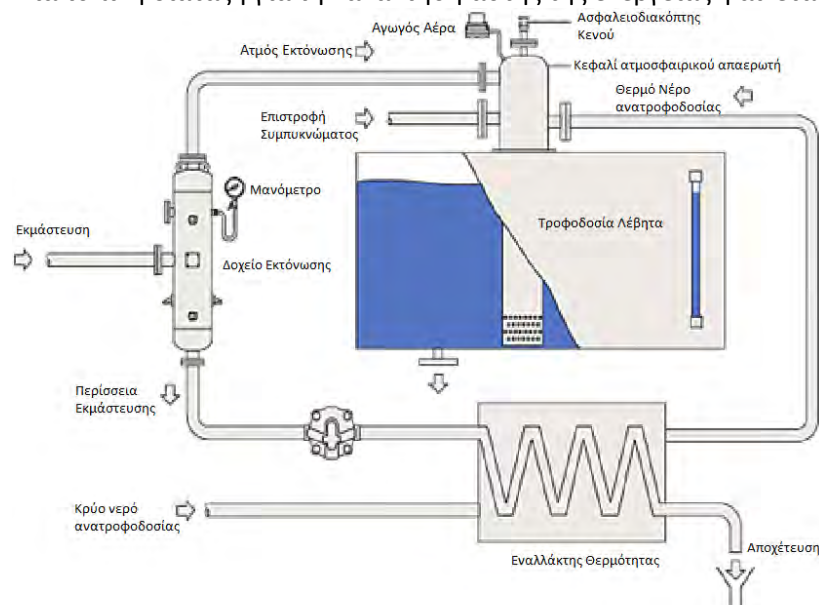 Αγωγός Αέρα
Ασφαλειοδιακόπτης
Κενού
Ατμός Εκτόνωσης
Κεφαλί ατμοσφαιρικού απαερωτή
Θερμό Νέρο
ανατροφοδοσίας
Επιστροφή
Συμπυκνώματος
Μανόμετρο
Εκμάστευση
Τροφοδοσία Λέβητα
Δοχείο Εκτόνωσης
Περίσσεια
Εκμάστευσης
Κρύο νερό
ανατροφοδοσίας
Αποχέτευση
Εναλλάκτης Θερμότητας